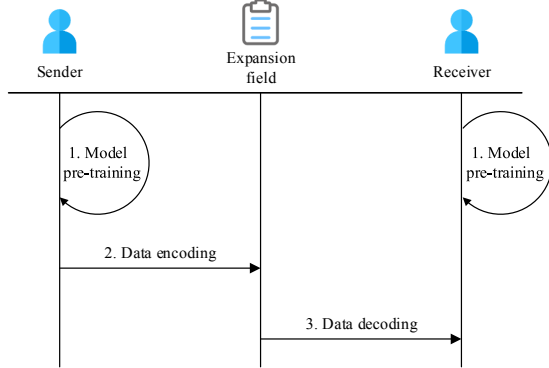 Sender
Expansion
field
Receiver
1. Model
pre-training
1. Model
pre-training
2. Data encoding
3. Data decoding